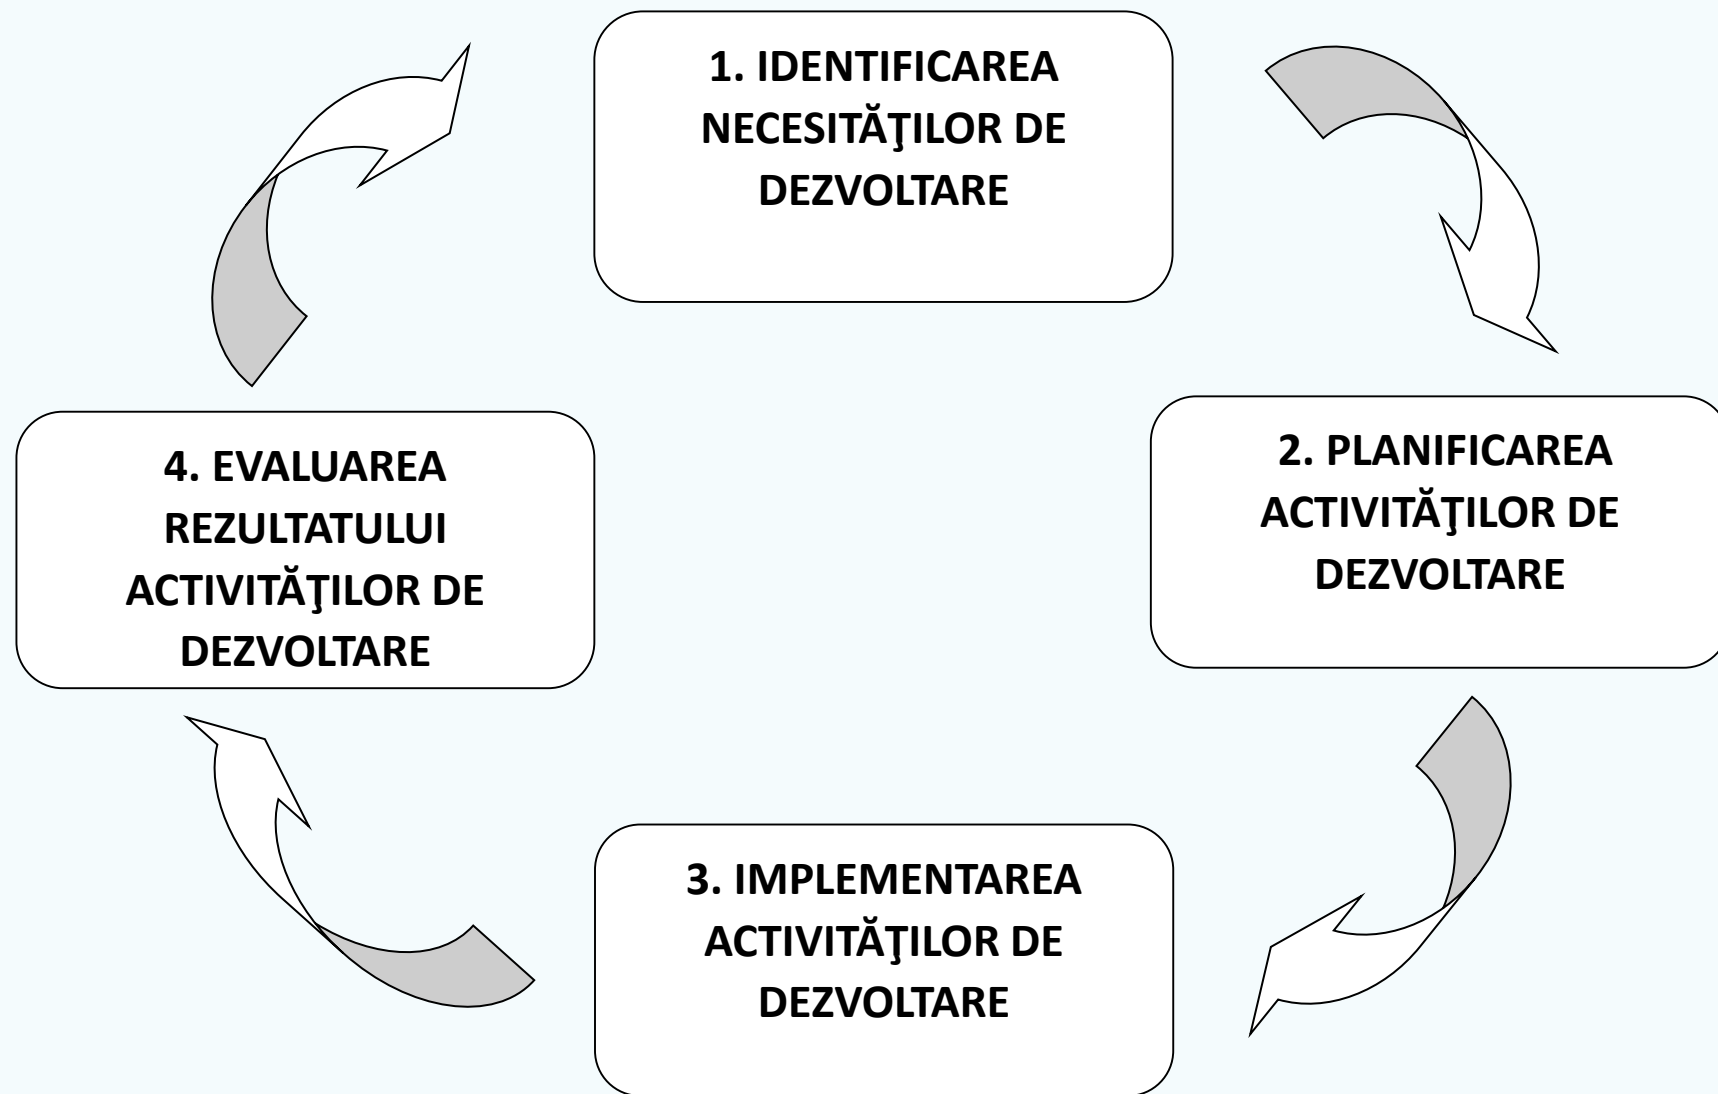 1. IDENTIFICAREA
NECESITĂŢILOR DE
DEZVOLTARE
2. PLANIFICAREA
ACTIVITĂŢILOR DE
DEZVOLTARE
3. IMPLEMENTAREA
ACTIVITĂŢILOR DE
DEZVOLTARE
4. EVALUAREA
REZULTATULUI
ACTIVITĂŢILOR DE
DEZVOLTARE